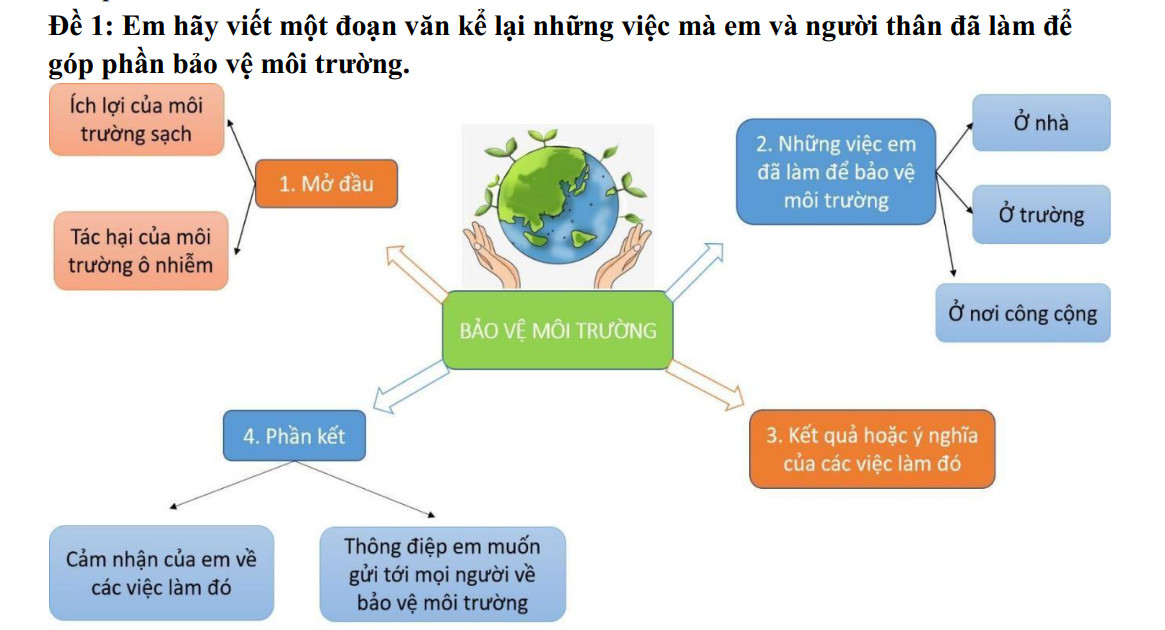 Đề 1: Em hãy viết một đoạn văn kể lại những việc mà em và người thân đã làm để
góp phần bảo vệ môi trường.
Ích lợi của môi
trường sạch
1. Mở đầu
Tác hại của môi
trường ô nhiễm
2. Những việc em
đã làm để bảo vệ
môi trường
Ở nhà
Ở trường
Ở nơi công cộng
BẢO VỆ MÔI TRƯỜNG
3. Kết quả hoặc ý nghĩa
của các việc làm đó
4. Phần kết
Cảm nhận của em về
các việc làm đó
Thông điệp em muốn
gửi tới mọi người về
bảo vệ môi trường